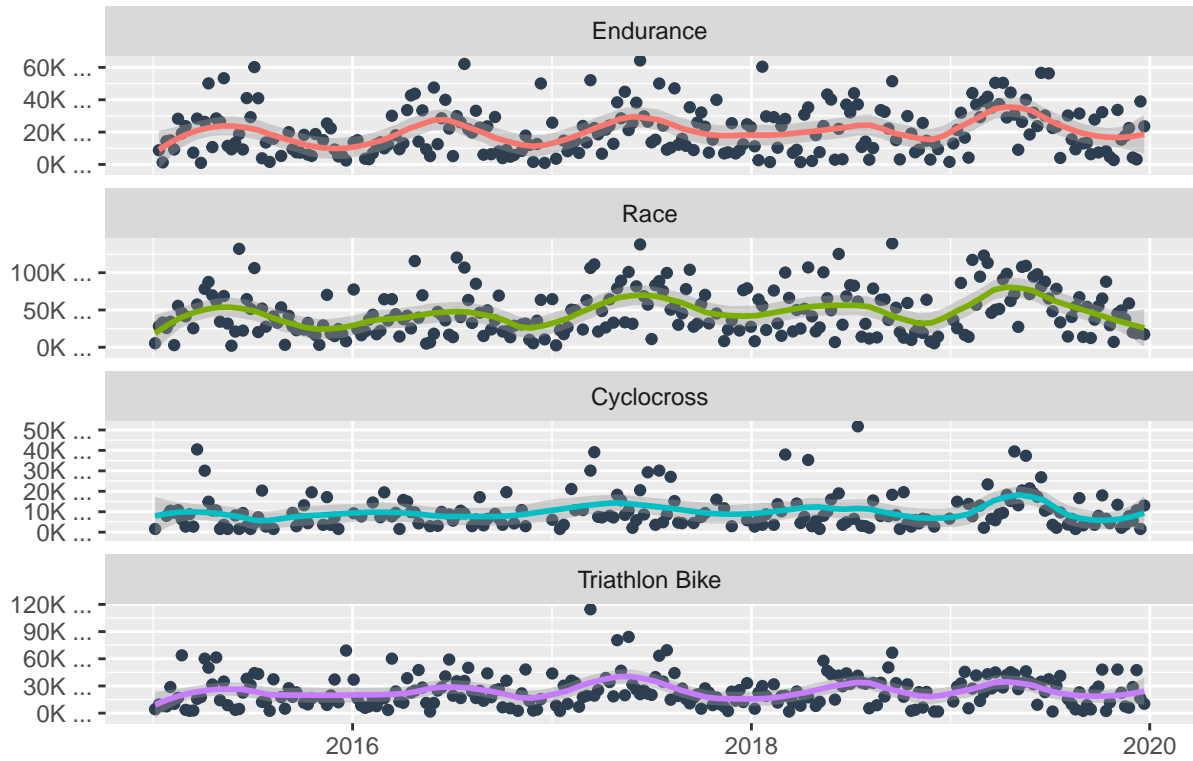 Endurance
60K ...
40K ...
20K ...
0K ...
Race
100K ...
50K ...
0K ...
Cyclocross
50K ...
40K ...
30K ...
20K ...
10K ...
0K ...
Triathlon Bike
120K ...
90K ...
60K ...
30K ...
0K ...
2016 2018 2020